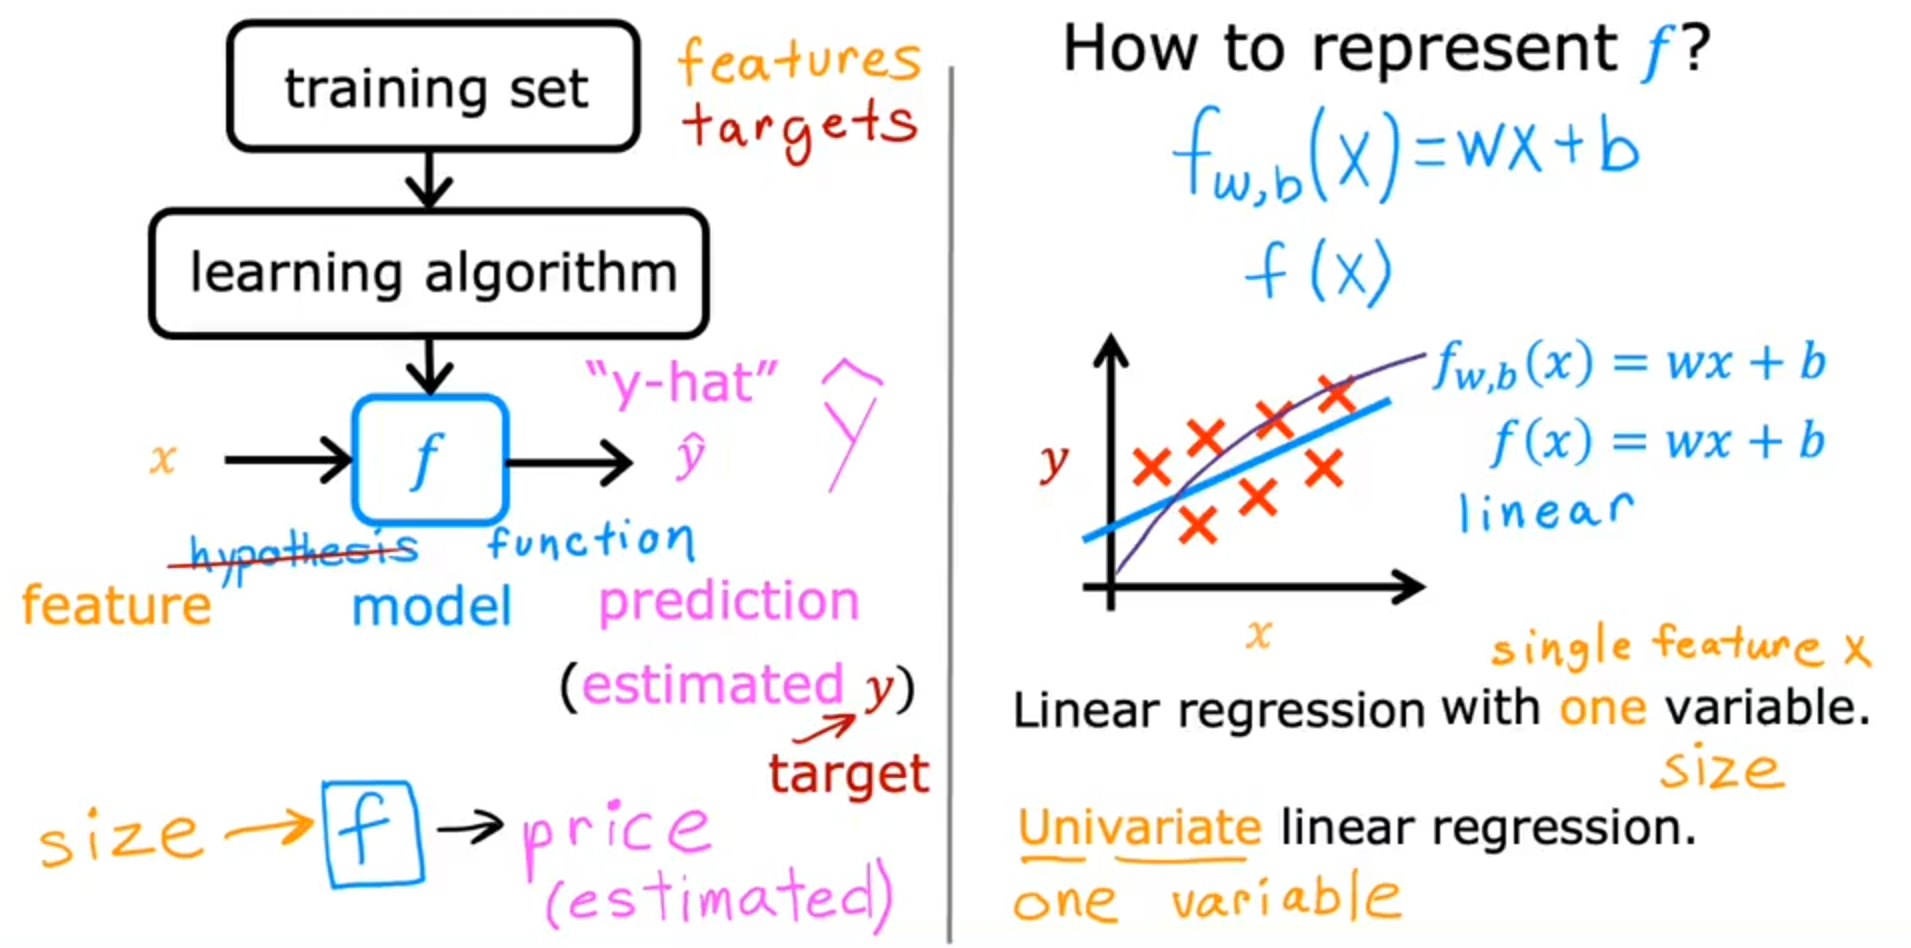 training set
features
targets
learning algorithm
"y-hat"
ŷ
x
f
ŷ
hypothesis
function
feature
model
prediction
(estimated y)
target
size → f → price
(estimated)
How to represent f?
f_{w,b}(x) = wx + b
f(x)
f_{w,b}(x) = wx + b
f(x) = wx + b
linear
y
x
single feature x
Linear regression with one variable.
size
Univariate linear regression.
one variable